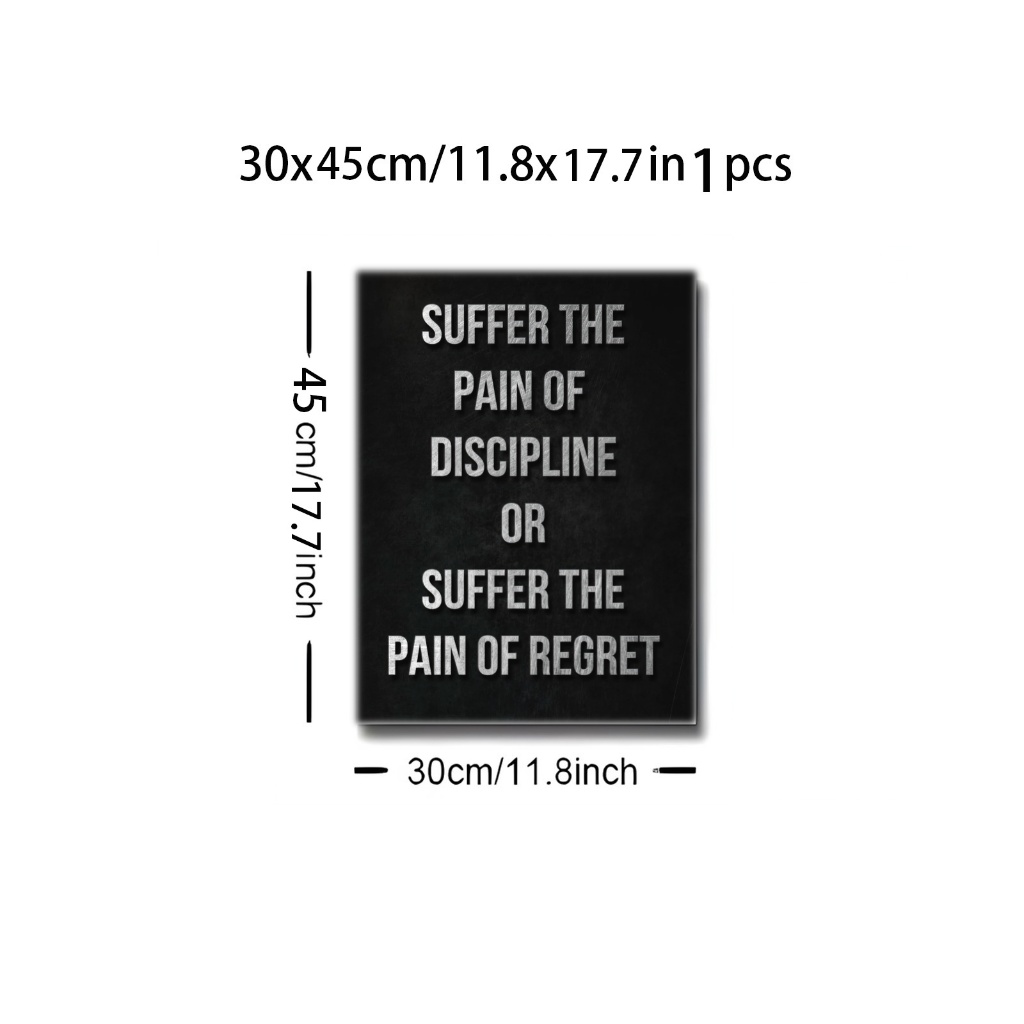 30x45cm/11.8x17.7in 1 pcs
45 cm/17.7inch
SUFFER THE
PAIN OF
DISCIPLINE
OR
SUFFER THE
PAIN OF REGRET
30cm/11.8inch